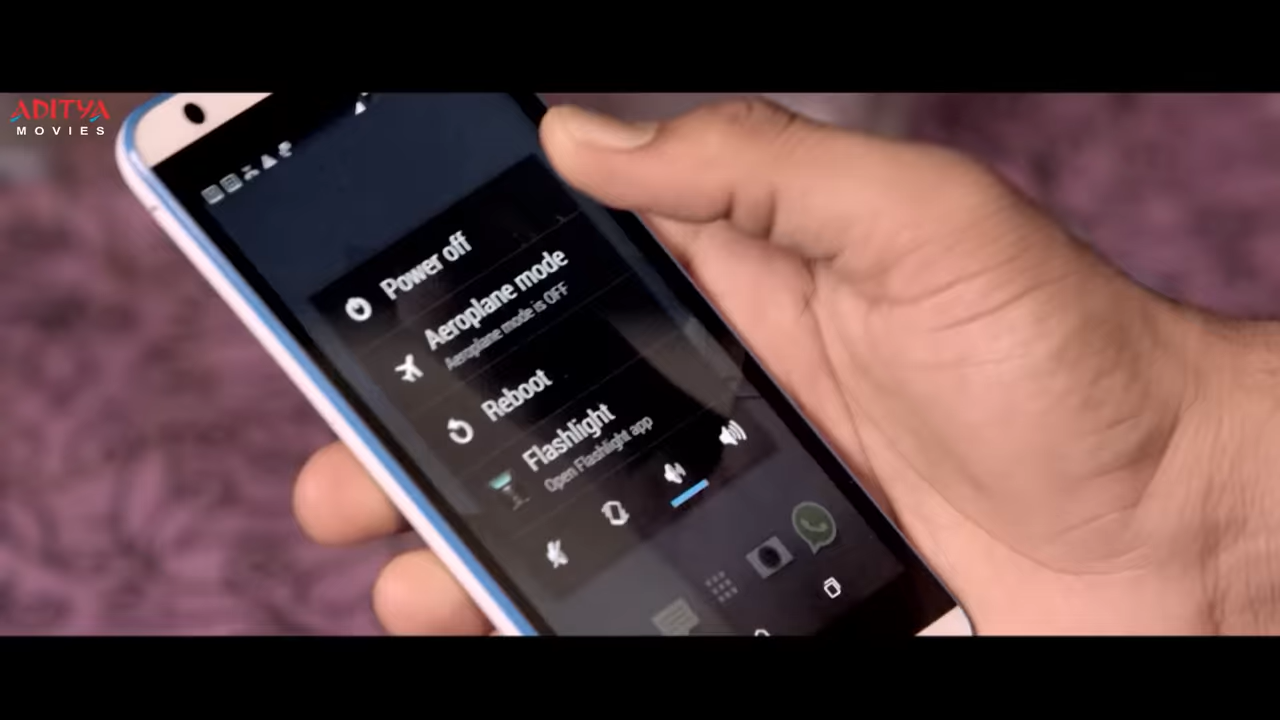 ADITYA
MOVIES
Power off
Aeroplane mode
Aeroplane mode is OFF
Reboot
Flashlight
Open Flashlight app